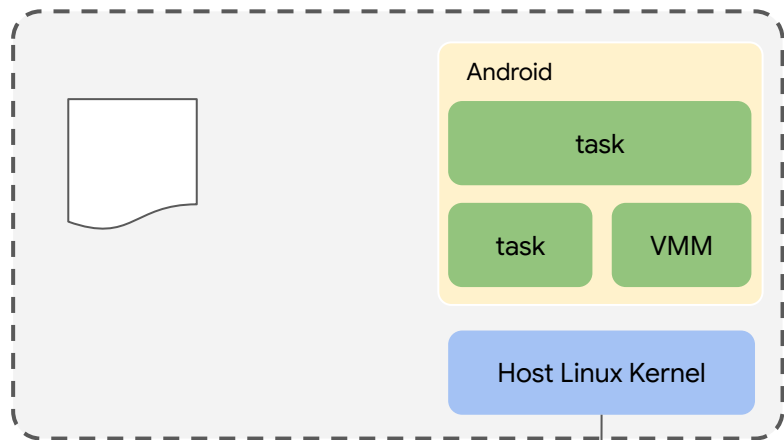 Android
task
task
VMM
Host Linux Kernel